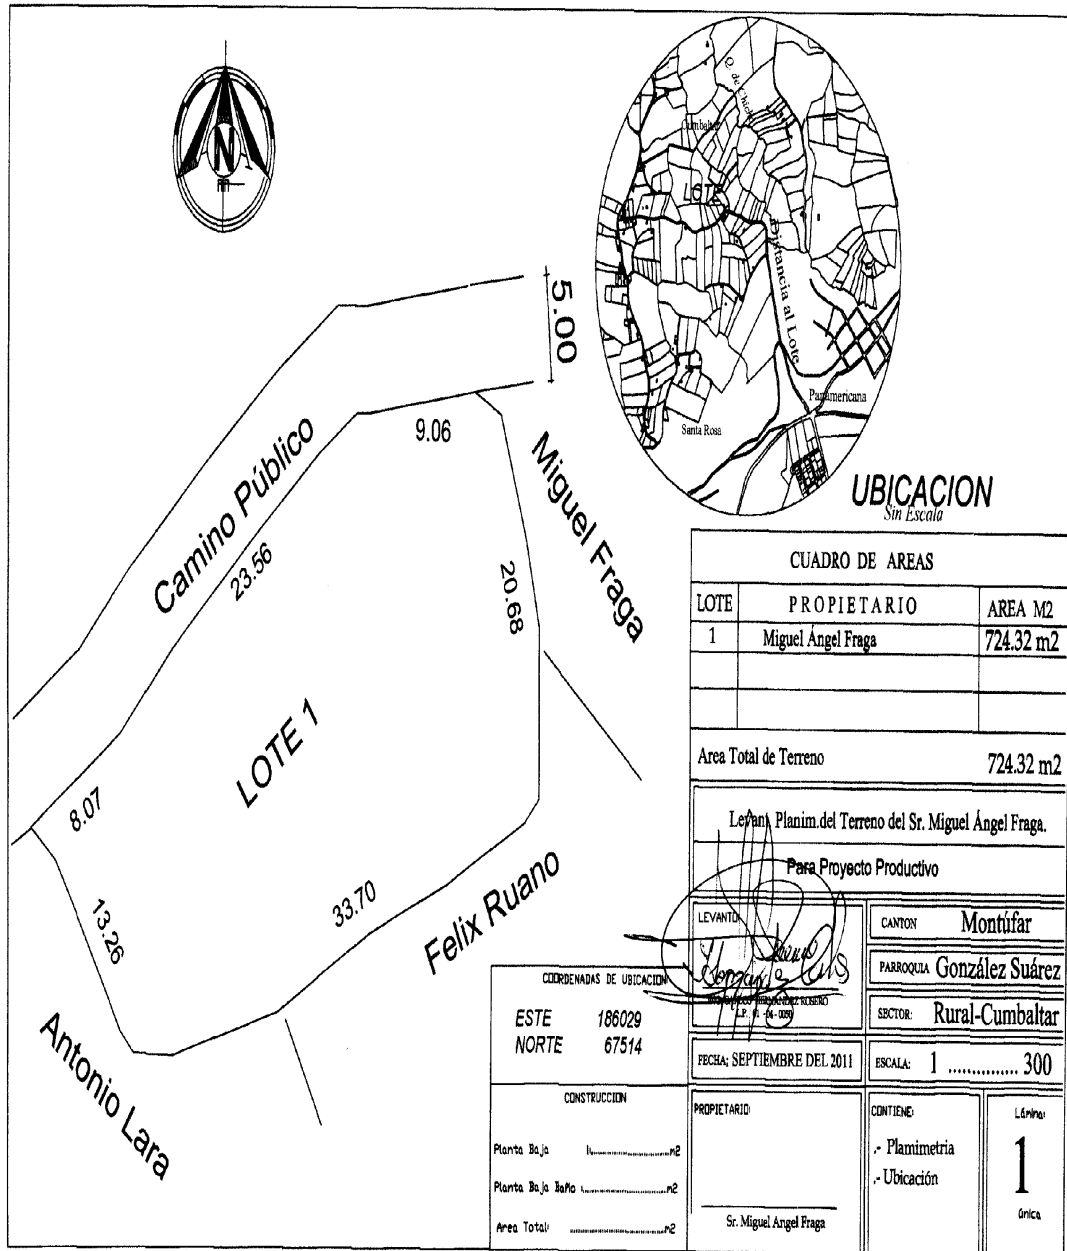 N
5.00
9.06
Camino Público
23.56
Miguel Fraga
20.68
LOTE 1
8.07
13.26
33.70
Felix Ruano
Antonio Lara
Cumbaltar
LOTE
Distancia al Lote
Panamericana
Santa Rosa
UBICACION
Sin Escala
CUADRO DE AREAS
LOTE PROPIETARIO AREA M2
1 Miguel Ángel Fraga 724.32 m2
Area Total de Terreno 724.32 m2
Levant. Planim.del Terreno del Sr. Miguel Ángel Fraga.
Para Proyecto Productivo
LEVANTO:
CANTON Montúfar
PARROQUIA González Suárez
SECTOR: Rural-Cumbaltar
FECHA; SEPTIEMBRE DEL 2011
ESCALA: 1 ............... 300
COORDENADAS DE UBICACION
ESTE 186029
NORTE 67514
CONSTRUCCION
Planta Baja :..............................m2
Planta Baja Baño :..............................m2
Area Total: ..............................m2
PROPIETARIO:
Sr. Miguel Angel Fraga
CONTIENE:
.- Plamimetria
.- Ubicación
Lámina:
1
única